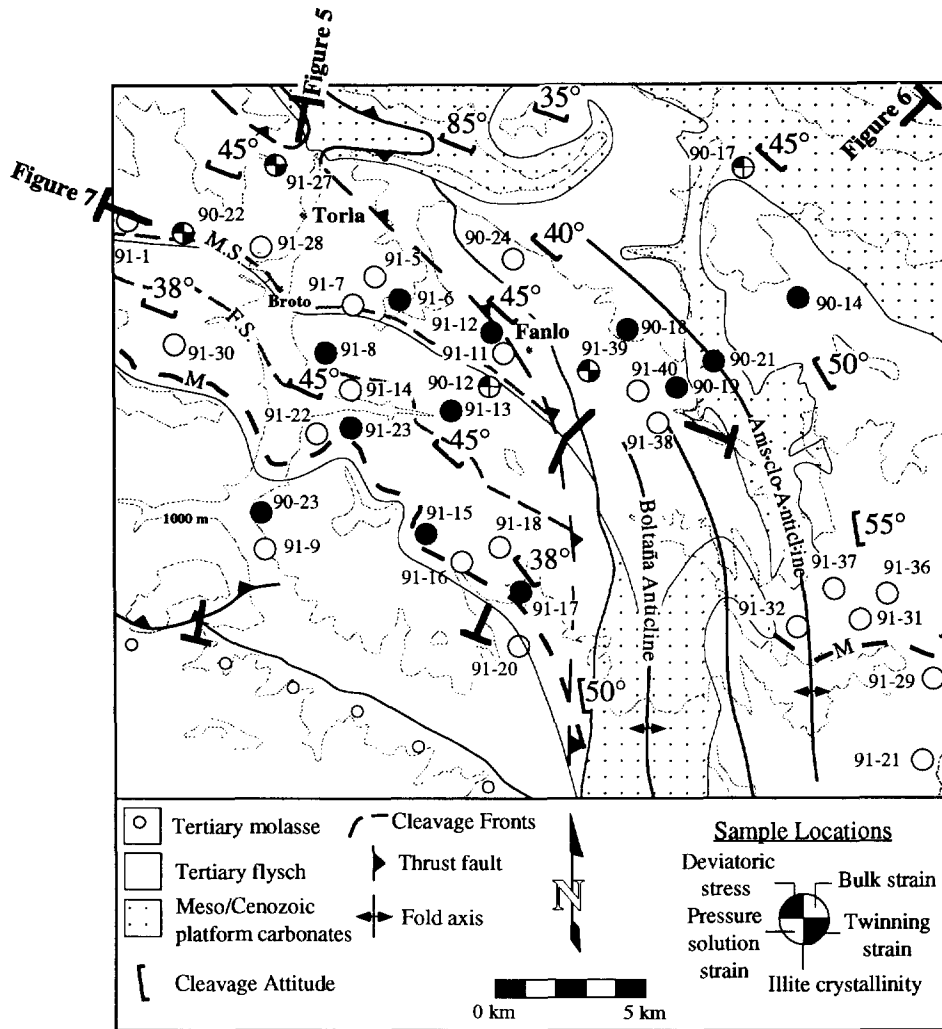 Figure 5
Figure 6
Figure 7
35°
85°
45°
45°
90-17
91-27
90-22
Torla
M.S.
91-28
91-1
90-24
40°
91-5
91-7
91-6
Broto
45°
38°
F.S.
91-12
Fanlo
90-18
90-14
91-30
91-8
91-11
91-39
90-21
50°
M
45°
91-14
90-12
91-40
90-19
91-22
91-23
91-13
91-38
45°
Anisclo Anticline
90-23
1000 m
91-15
91-18
Boltaña Anticline
55°
91-9
91-16
38°
91-37
91-36
91-17
91-32
91-31
91-20
M
91-29
50°
91-21
Tertiary molasse
Tertiary flysch
Meso/Cenozoic
platform carbonates
Cleavage Attitude
Cleavage Fronts
Thrust fault
Fold axis
N
0 km
5 km
Sample Locations
Deviatoric
stress
Bulk strain
Pressure
solution
strain
Twinning
strain
Illite crystallinity